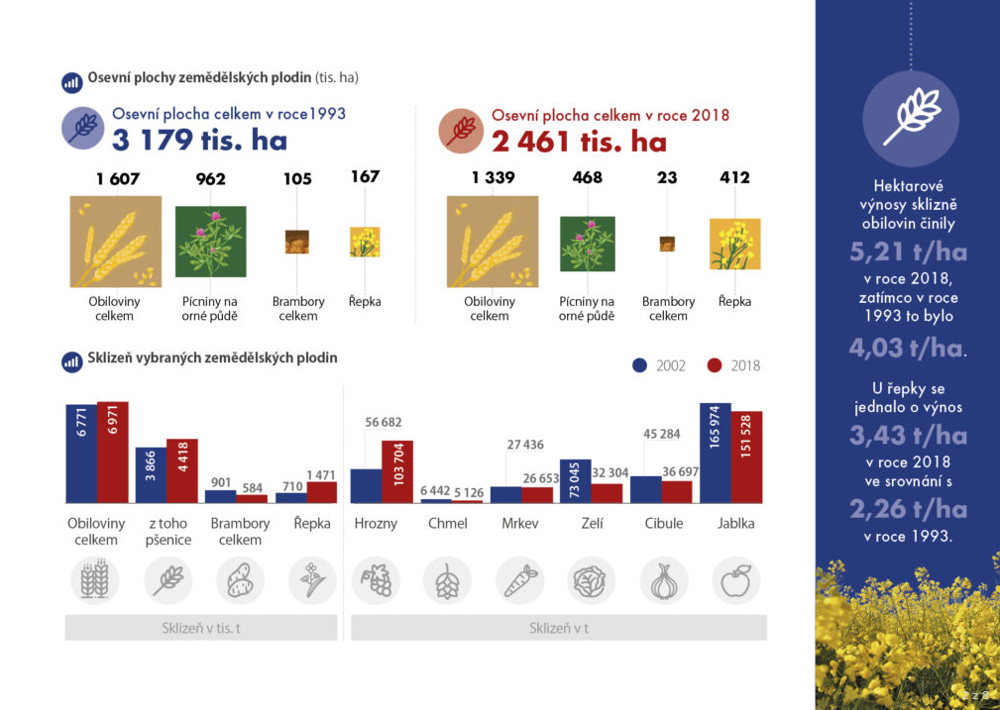 Osevní plochy zemědělských plodin (tis. ha)
Osevní plocha celkem v roce1993
3 179 tis. ha
1 607
962
105
167
Obiloviny
celkem
Pícniny na
orné půdě
Brambory
celkem
Řepka
Osevní plocha celkem v roce 2018
2 461 tis. ha
1 339
468
23
412
Obiloviny
celkem
Pícniny na
orné půdě
Brambory
celkem
Řepka
Sklizeň vybraných zemědělských plodin
2002
2018
6 771
6 971
3 866
4 418
901
584
710
1 471
56 682
103 704
6 442
5 126
27 436
26 653
73 045
32 304
45 284
36 697
165 974
151 528
Obiloviny
celkem
z toho
pšenice
Brambory
celkem
Řepka
Hrozny
Chmel
Mrkev
Zelí
Cibule
Jablka
Sklizeň v tis. t
Sklizeň v t
Hektarové
výnosy sklizně
obilovin činily
5,21 t/ha
v roce 2018,
zatímco v roce
1993 to bylo
4,03 t/ha.
U řepky se
jednalo o výnos
3,43 t/ha
v roce 2018
ve srovnání s
2,26 t/ha
v roce 1993.